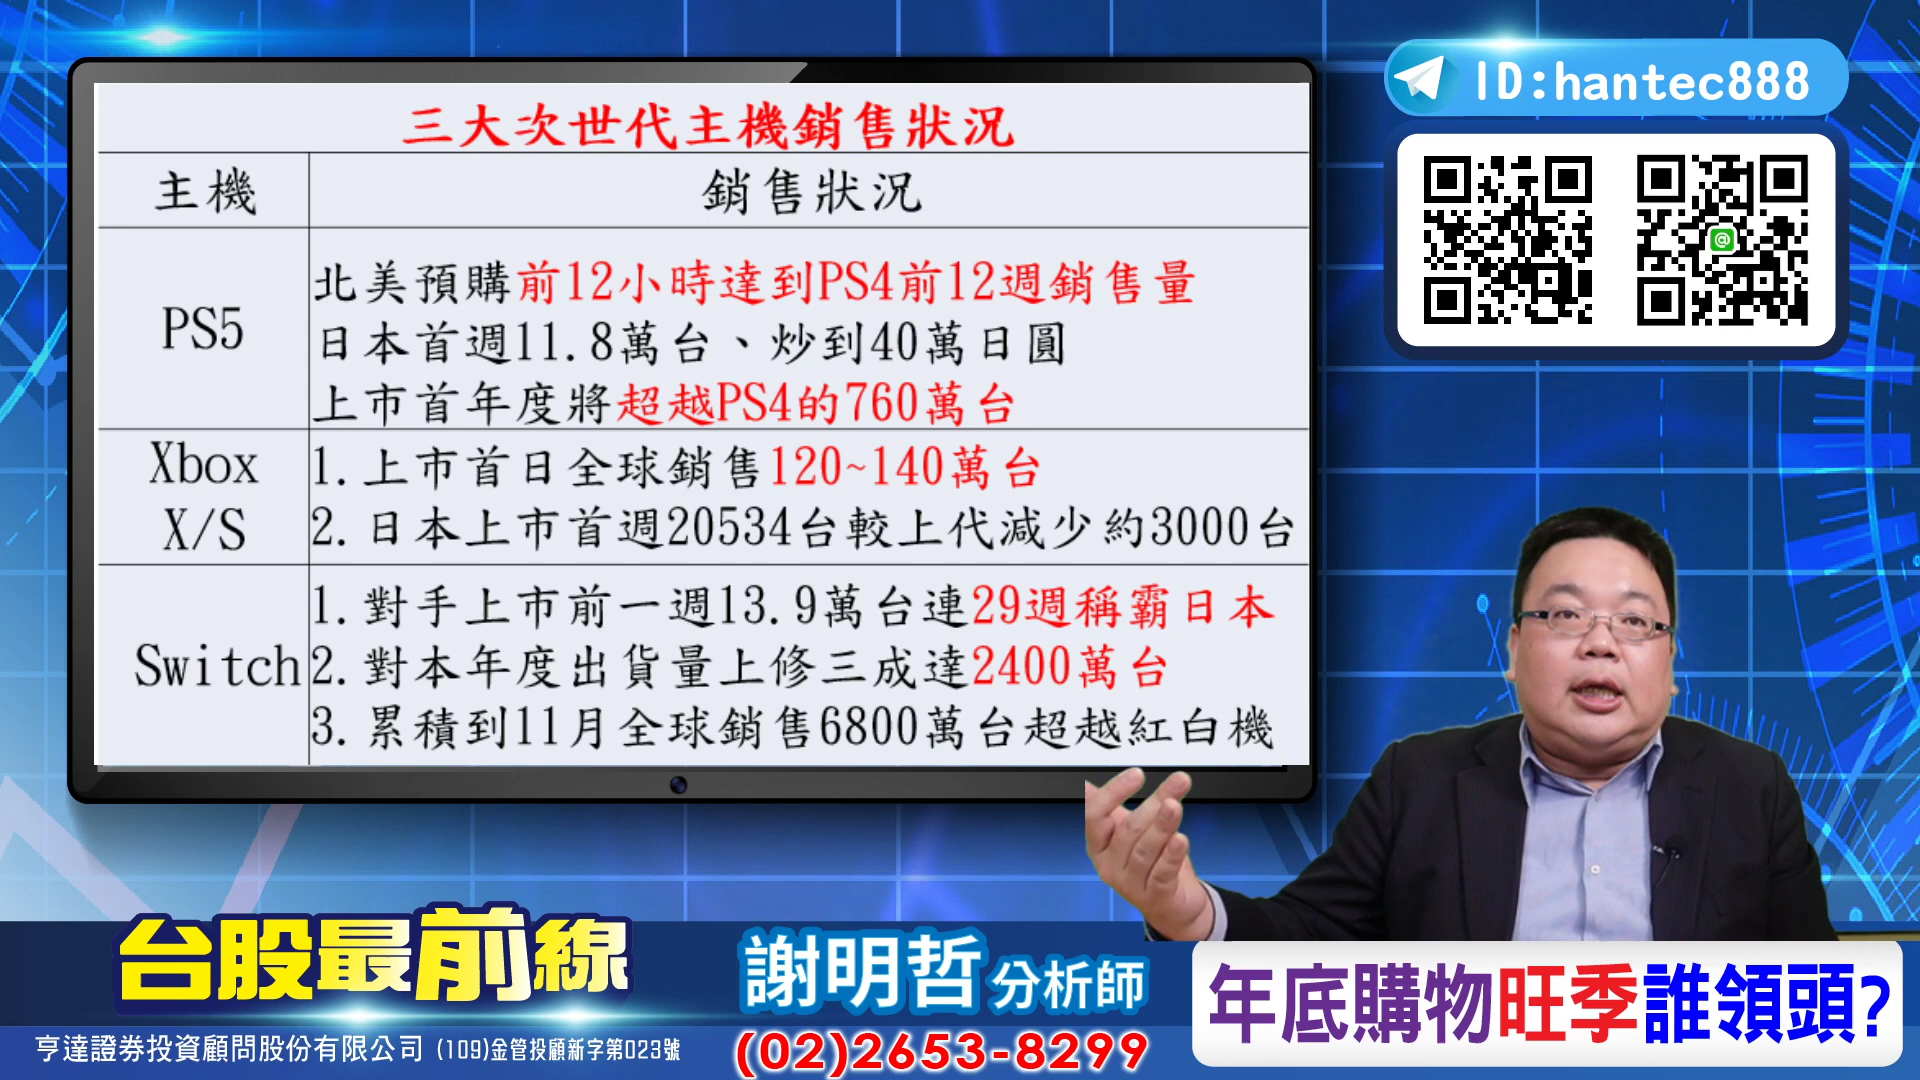 三大次世代主機銷售狀況
主機 銷售狀況
PS5
北美預購前12小時達到PS4前12週銷售量
日本首週11.8萬台、炒到40萬日圓
上市首年度將超越PS4的760萬台
Xbox
X/S
1.上市首日全球銷售120~140萬台
2.日本上市首週20534台較上代減少約3000台
Switch
1.對手上市前一週13.9萬台連29週稱霸日本
2.對本年度出貨量上修三成達2400萬台
3.累積到11月全球銷售6800萬台超越紅白機
ID:hantec888
台股最前線
亨達證券投資顧問股份有限公司 (109)金管投顧新字第023號
謝明哲 分析師
(02)2653-8299
年底購物旺季誰領頭?